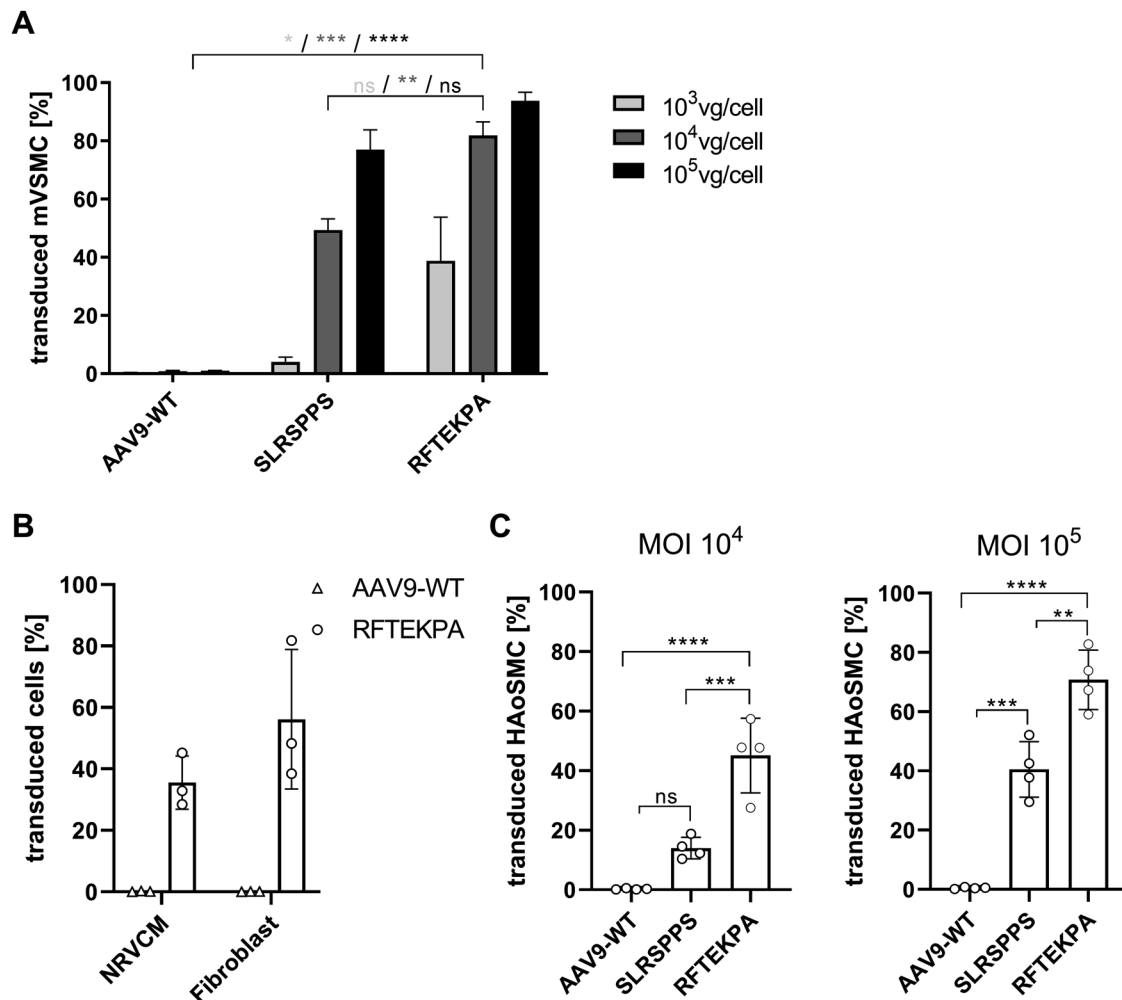 A
* / *** / ****
ns / ** / ns
transduced mVSMC [%]
100
80
60
40
20
0
AAV9-WT
SLRSPPS
RFTEKPA
10³vg/cell
10⁴vg/cell
10⁵vg/cell
B
transduced cells [%]
100
80
60
40
20
0
NRVCM
Fibroblast
AAV9-WT
RFTEKPA
C
MOI 10⁴
transduced HAoSMC [%]
100
80
60
40
20
0
****
***
ns
AAV9-WT
SLRSPPS
RFTEKPA
MOI 10⁵
transduced HAoSMC [%]
100
80
60
40
20
0
****
**
***
AAV9-WT
SLRSPPS
RFTEKPA